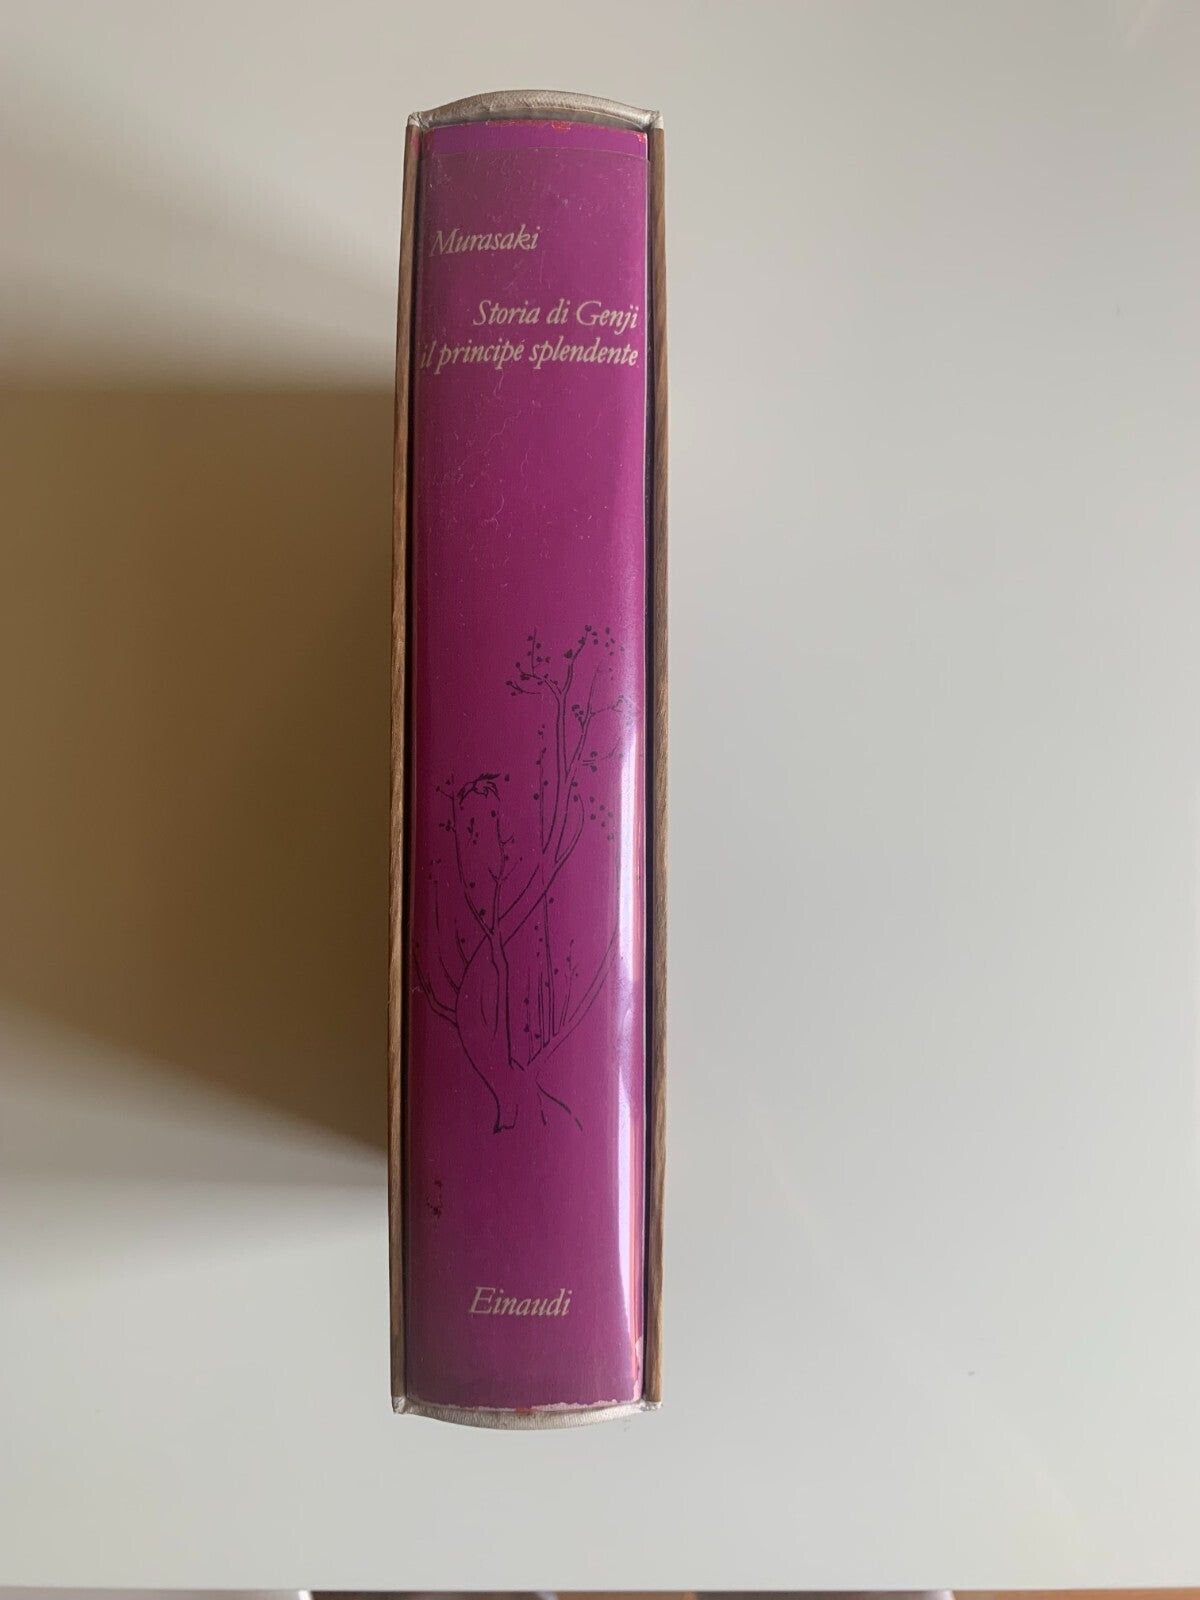 Murasaki
Storia di Genji
il principe splendente
Einaudi